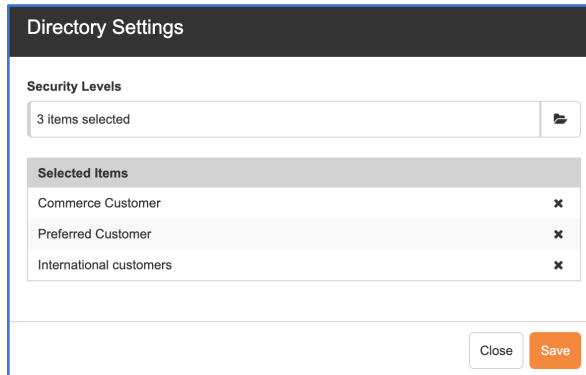 Directory Settings
Security Levels
3 items selected
Selected Items
Commerce Customer
Preferred Customer
International customers
Close Save